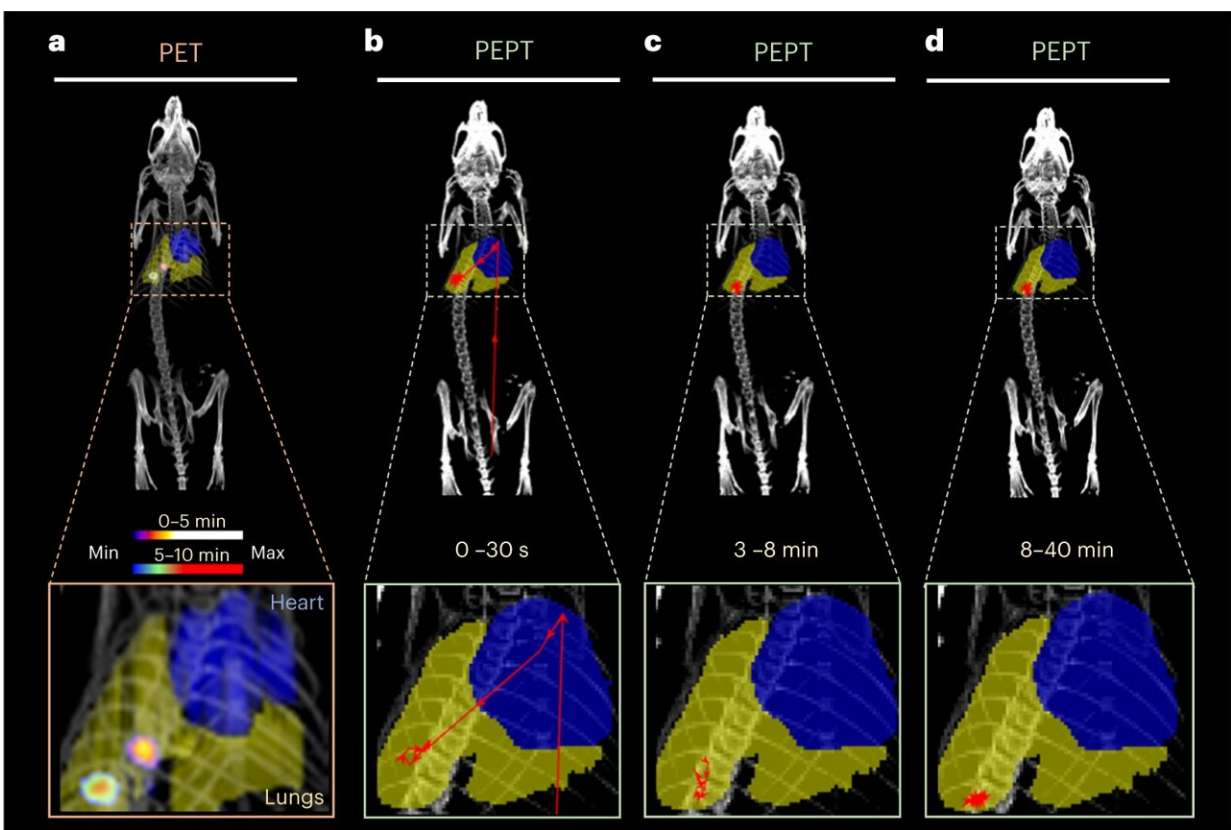 a
PET
b
PEPT
c
PEPT
d
PEPT
0–5 min
Min
5–10 min
Max
0 –30 s
3 –8 min
8–40 min
Heart
Lungs